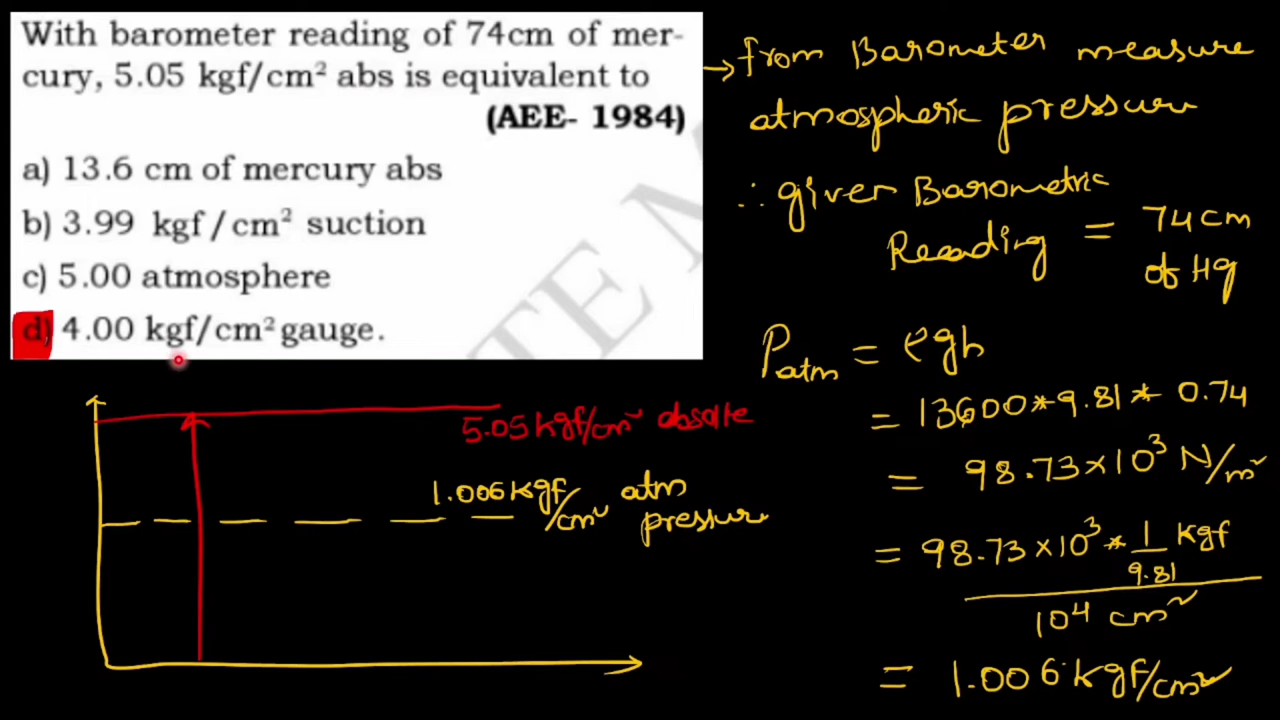 With barometer reading of 74cm of mer-
cury, 5.05 kgf/cm² abs is equivalent to
(AEE- 1984)
a) 13.6 cm of mercury abs
b) 3.99 kgf/cm² suction
c) 5.00 atmosphere
d) 4.00 kgf/cm² gauge.
→ from Barometer measure
atmospheric pressure
∴ given Barometric
Reading = 74 cm
of Hg
Patm = ρgh
= 13600*9.81* 0.74
= 98.73×10³ N/m²
= 98.73×10³ * 1/9.81 kgf
10⁴ cm²
= 1.006 kgf/cm²
5.05 kgf/cm²
1.006 kgf/cm² atm
pressure